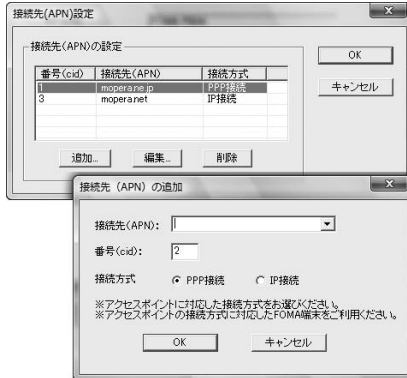 接続先(APN)設定
接続先(APN)の設定
番号(cid) 接続先(APN) 接続方式
1 mopera.ne.jp PPP接続
3 mopera.net IP接続
追加... 編集... 削除
OK
キャンセル
接続先（APN）の追加
接続先(APN):
番号(cid): 2
接続方式 PPP接続 IP接続
※アクセスポイントに対応した接続方式をお選びください。
※アクセスポイントの接続方式に対応したFOMA端末をご利用ください。
OK キャンセル